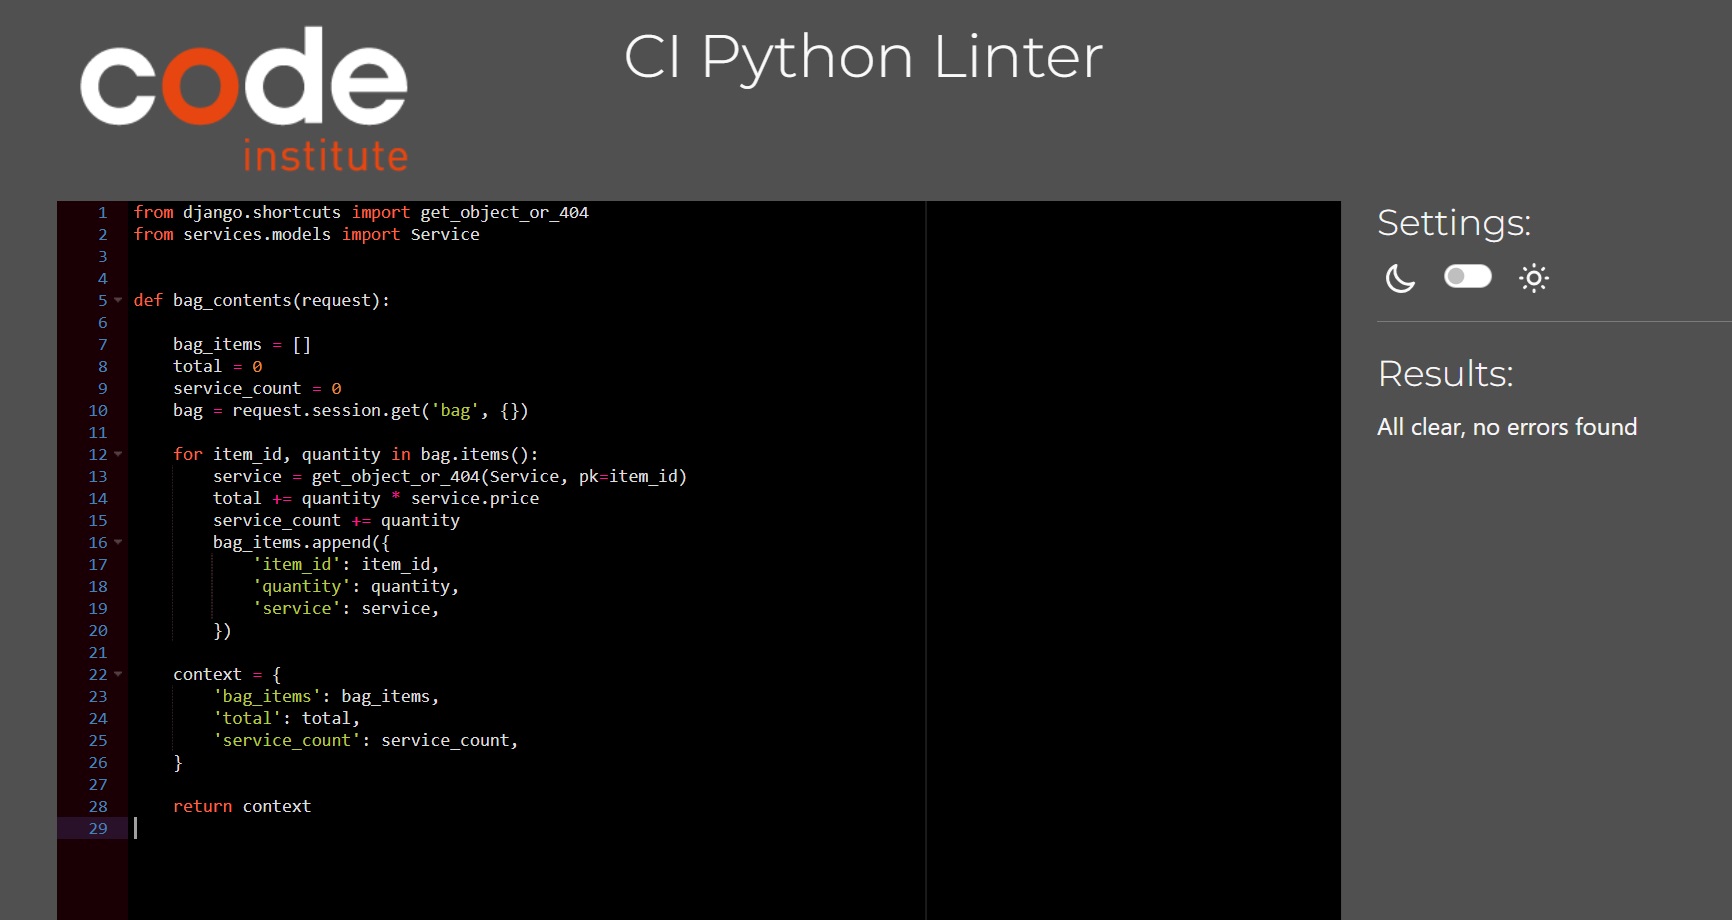 code
institute
CI Python Linter
1 from django.shortcuts import get_object_or_404
2 from services.models import Service
3
4
5 def bag_contents(request):
6
7     bag_items = []
8     total = 0
9     service_count = 0
10     bag = request.session.get('bag', {})
11
12     for item_id, quantity in bag.items():
13         service = get_object_or_404(Service, pk=item_id)
14         total += quantity * service.price
15         service_count += quantity
16         bag_items.append({
17             'item_id': item_id,
18             'quantity': quantity,
19             'service': service,
20         })
21
22     context = {
23         'bag_items': bag_items,
24         'total': total,
25         'service_count': service_count,
26     }
27
28     return context
29
Settings:
Results:
All clear, no errors found